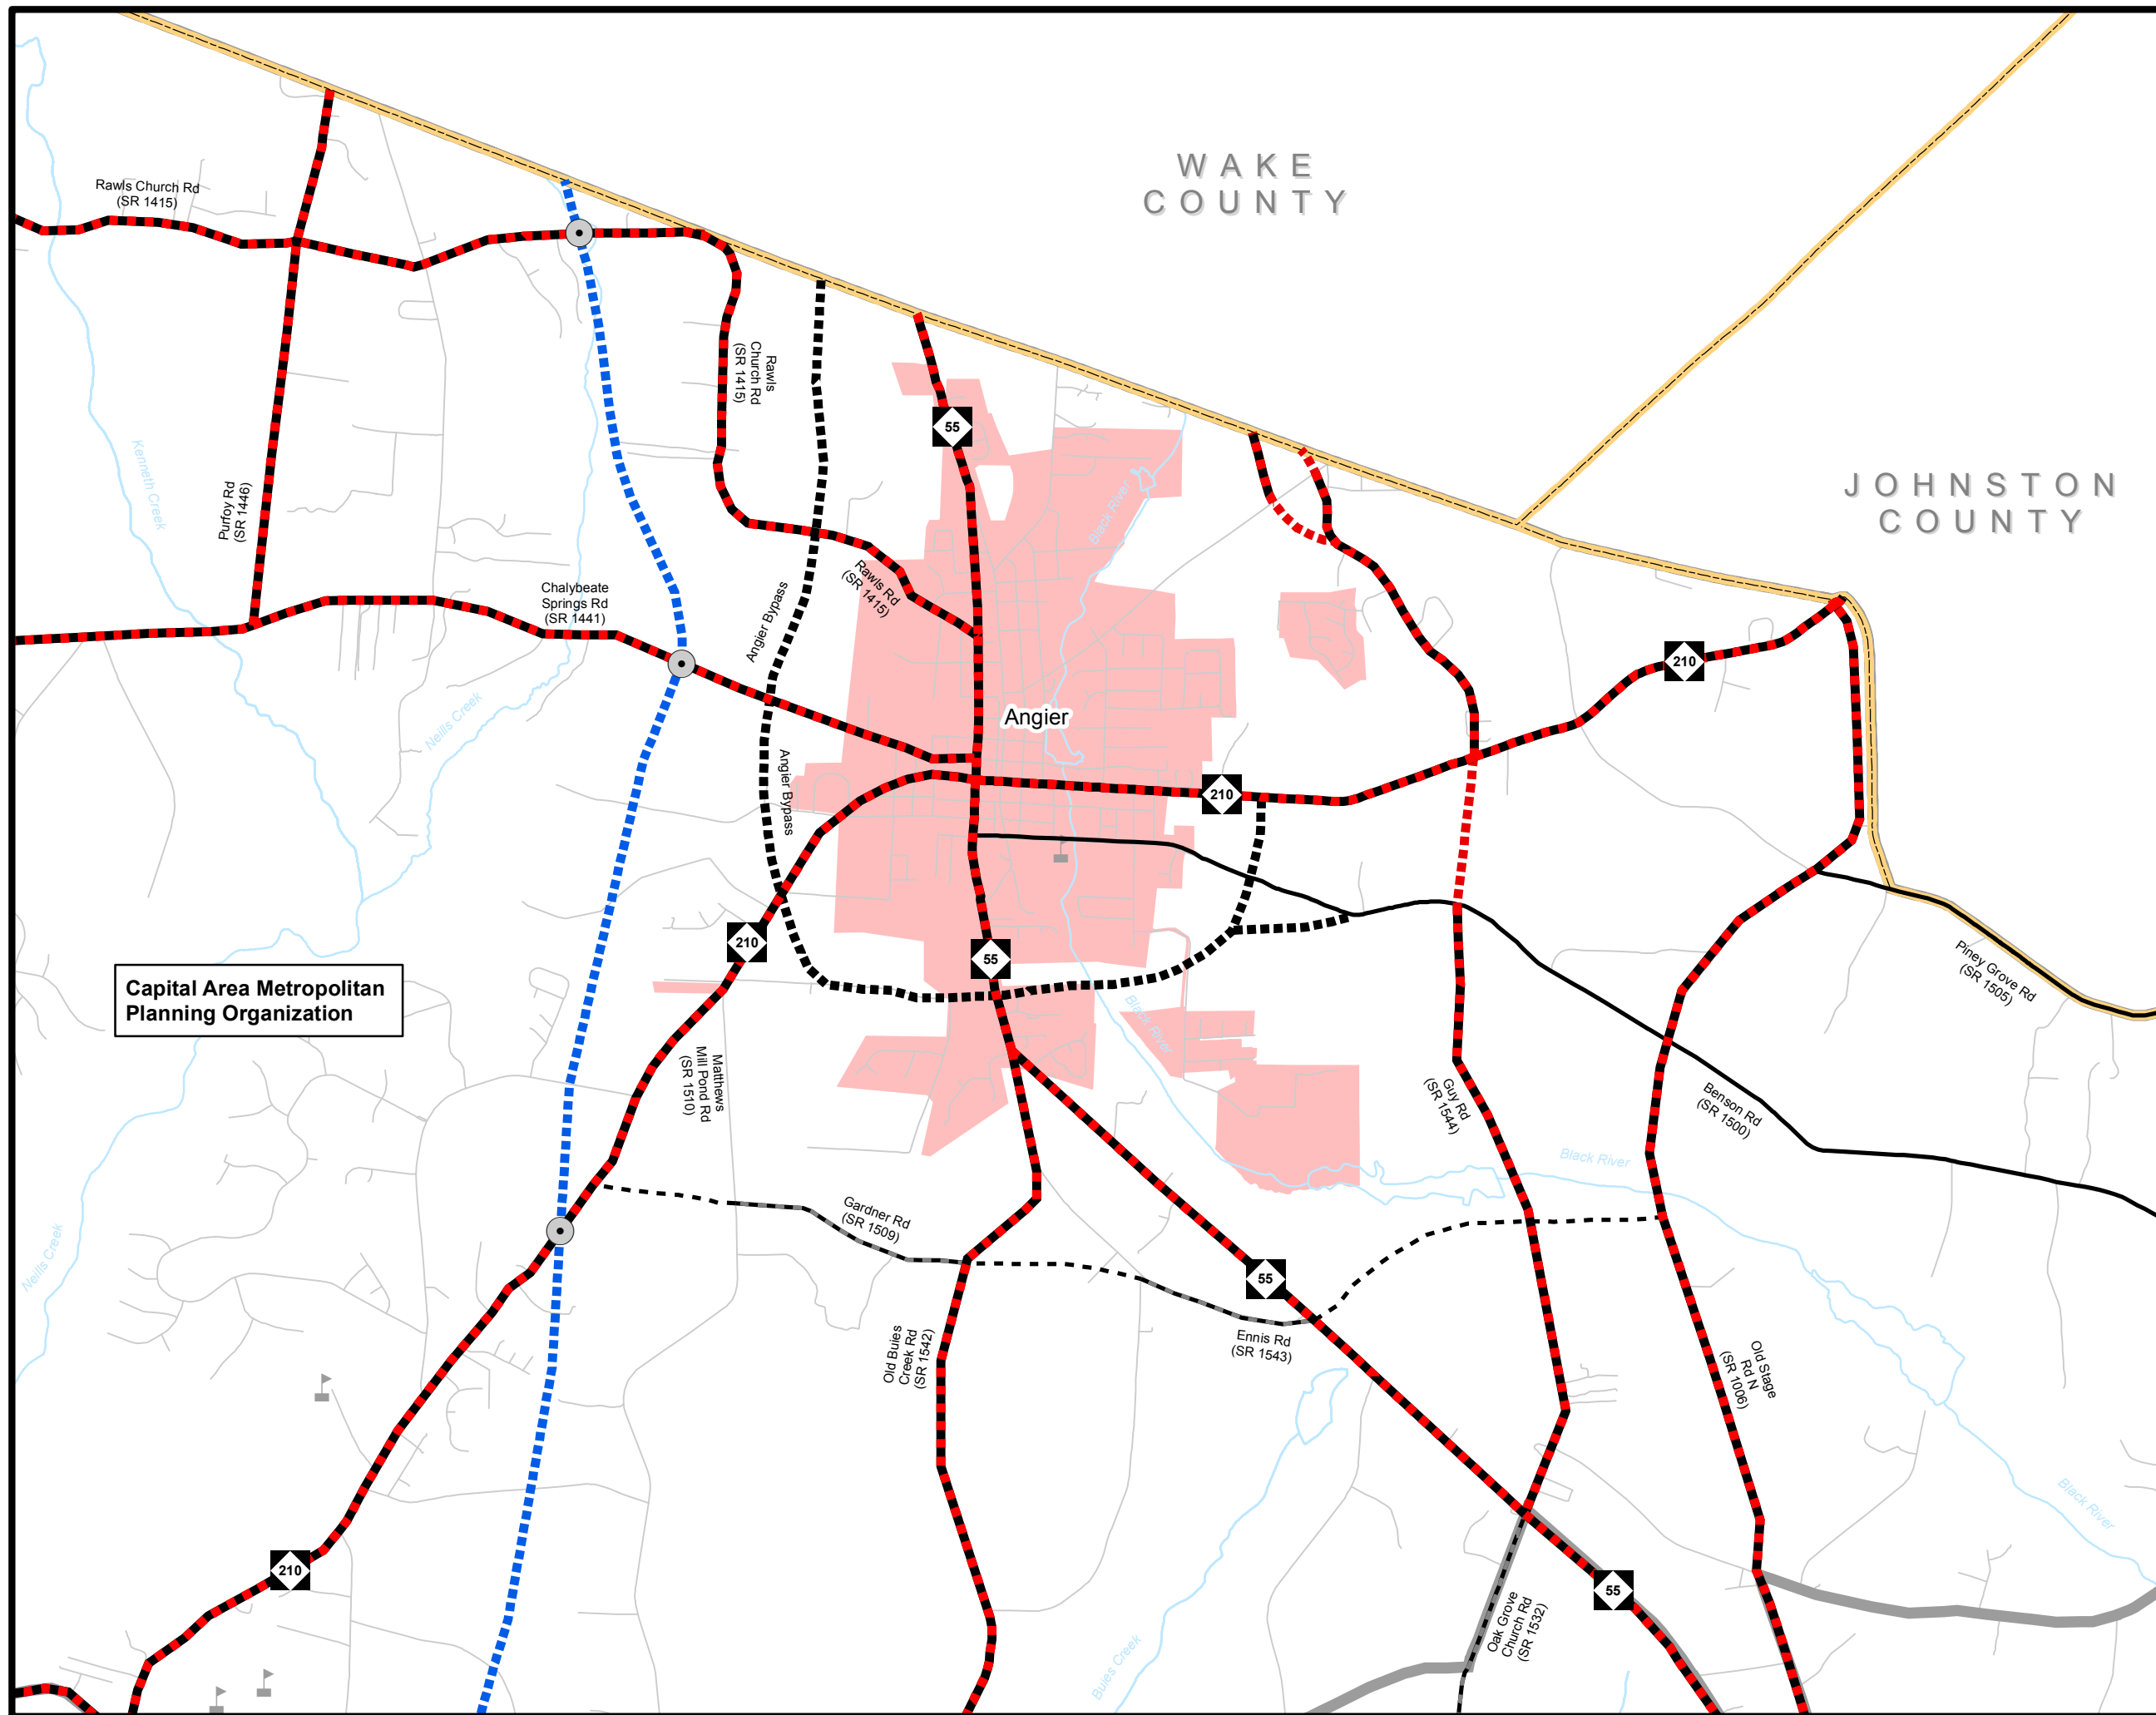 WAKE
COUNTY
Rawls Church Rd
(SR 1415)
Rawls
Church Rd
(SR 1415)
55
JOHNSTON
COUNTY
Kenneth Creek
Purfoy Rd
(SR 1446)
Black River
Chalybeate
Springs Rd
(SR 1441)
Rawls Rd
(SR 1415)
Angier Bypass
210
Neills Creek
Angier
Angier Bypass
210
210
55
Capital Area Metropolitan
Planning Organization
Piney Grove Rd
(SR 1505)
Black River
Matthews
Mill Pond Rd
(SR 1510)
Guy Rd
(SR 1544)
Benson Rd
(SR 1500)
Black River
Gardner Rd
(SR 1509)
Neills Creek
55
Old Buies
Creek Rd
(SR 1542)
Ennis Rd
(SR 1543)
Old Stage
Rd N
(SR 1006)
Black River
210
55
Oak Grove
Church Rd
(SR 1532)
Buies Creek